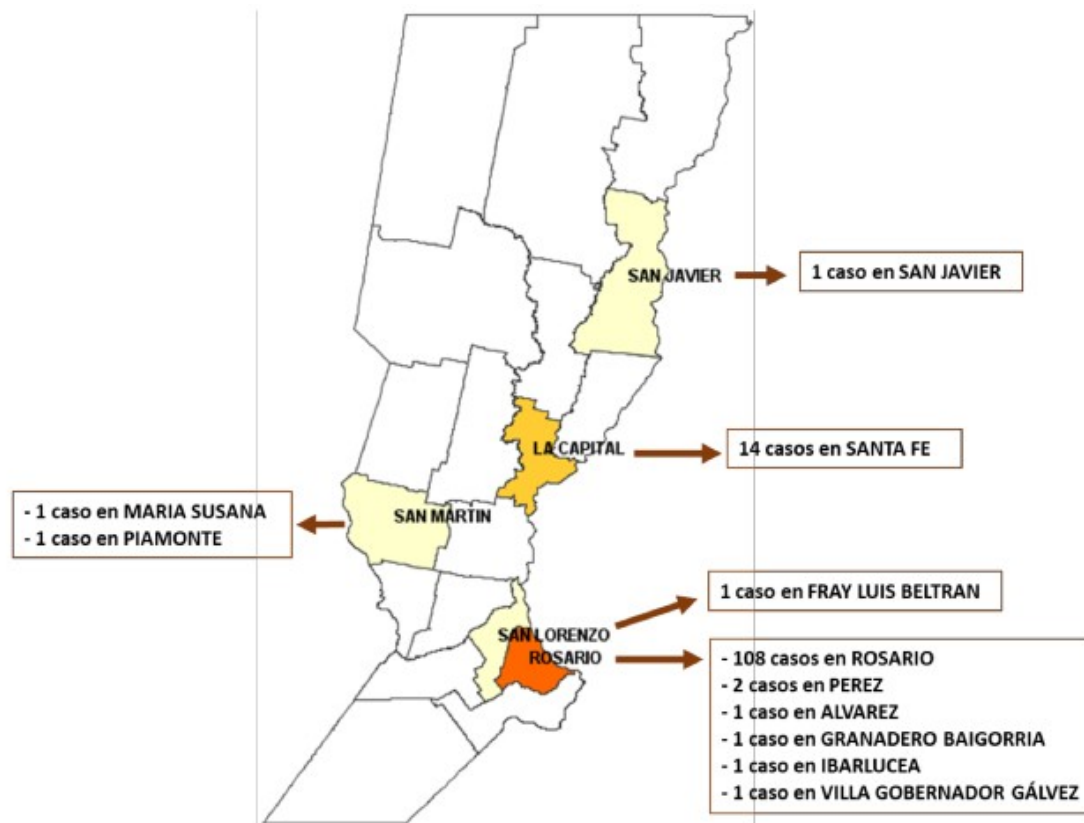 SAN JAVIER
1 caso en SAN JAVIER
LA CAPITAL
14 casos en SANTA FE
- 1 caso en MARIA SUSANA
- 1 caso en PIAMONTE
SAN MARTIN
1 caso en FRAY LUIS BELTRAN
SAN LORENZO
ROSARIO
- 108 casos en ROSARIO
- 2 casos en PEREZ
- 1 caso en ALVAREZ
- 1 caso en GRANADERO BAIGORRIA
- 1 caso en IBARLUCEA
- 1 caso en VILLA GOBERNADOR GÁLVEZ